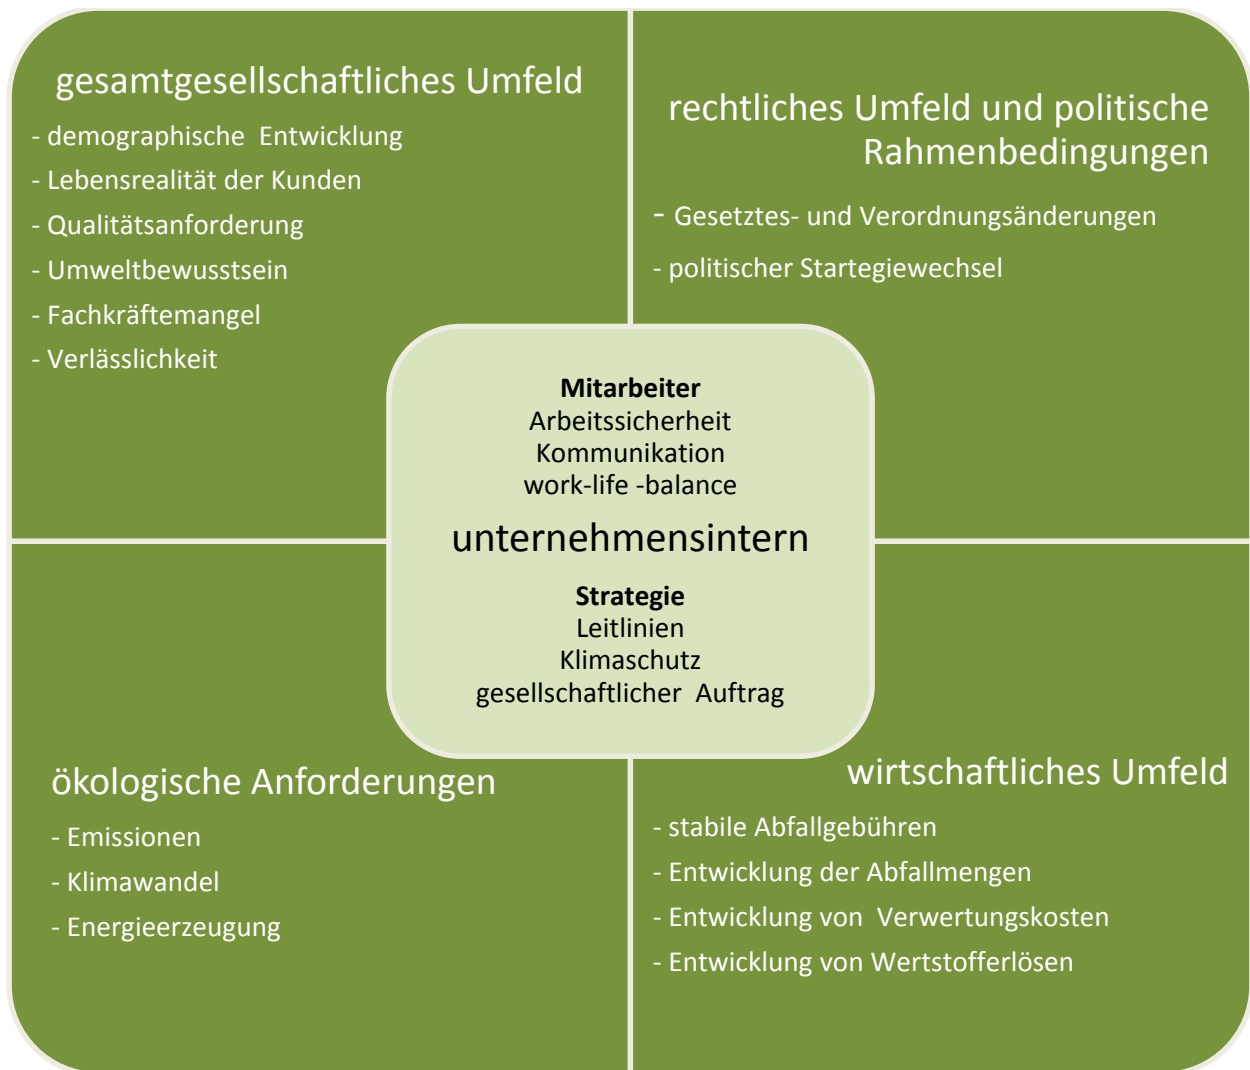 gesamtgesellschaftliches Umfeld
- demographische Entwicklung
- Lebensrealität der Kunden
- Qualitätsanforderung
- Umweltbewusstsein
- Fachkräftemangel
- Verlässlichkeit
rechtliches Umfeld und politische
Rahmenbedingungen
- Gesetztes- und Verordnungsänderungen
- politischer Startegiewechsel
Mitarbeiter
Arbeitssicherheit
Kommunikation
work-life -balance
unternehmensintern
Strategie
Leitlinien
Klimaschutz
gesellschaftlicher Auftrag
ökologische Anforderungen
- Emissionen
- Klimawandel
- Energieerzeugung
wirtschaftliches Umfeld
- stabile Abfallgebühren
- Entwicklung der Abfallmengen
- Entwicklung von Verwertungskosten
- Entwicklung von Wertstofferlösen